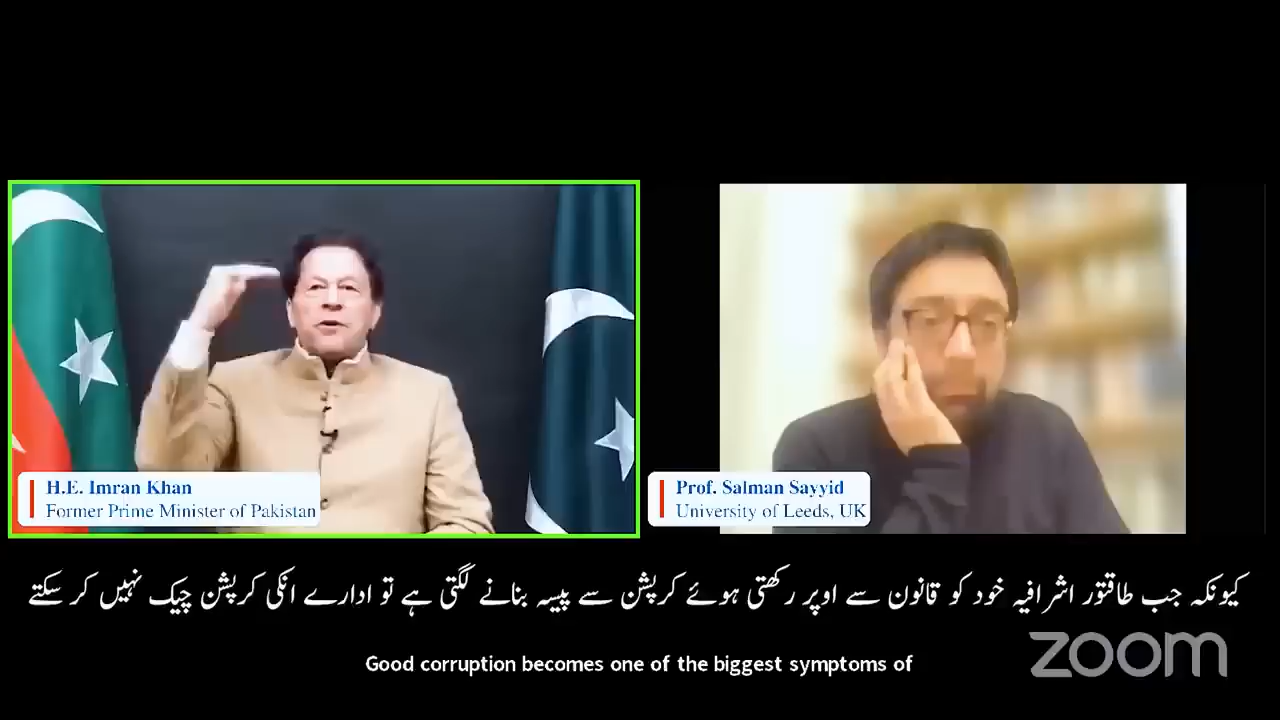 H.E. Imran Khan
Former Prime Minister of Pakistan
Prof. Salman Sayyid
University of Leeds, UK
کیونکہ جب طاقتور اشرافیہ خود کو قانون سے اوپر رکھتی ہوئے کرپشن سے پیسہ بنانے لگتی ہے تو ادارے انکی کرپشن چیک نہیں کر سکتے
Good corruption becomes one of the biggest symptoms of
zoom